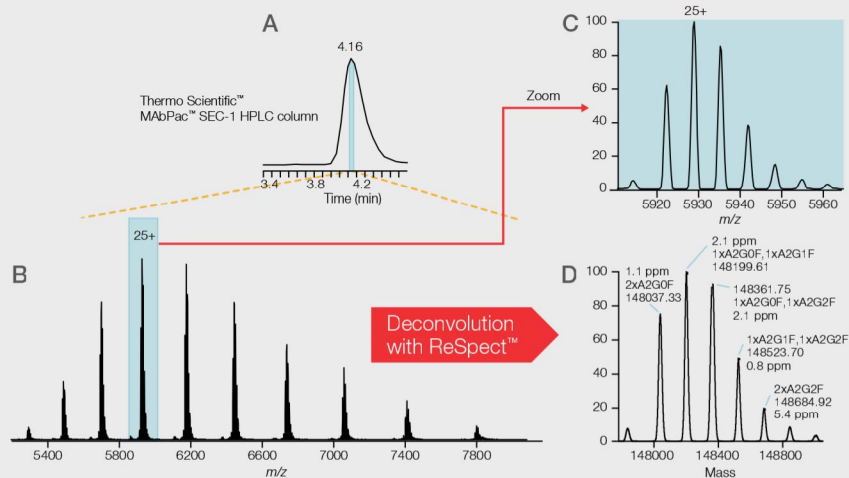 A
4.16
Thermo Scientific™
MAbPac™ SEC-1 HPLC column
3.4 3.8 4.2
Time (min)
Zoom
C
25+
100
80
60
40
20
0
5920 5930 5940 5950 5960
m/z
B
25+
5400 5800 6200 6600 7000 7400 7800
m/z
Deconvolution
with ReSpect™
D
2.1 ppm
1xA2G0F,1xA2G1F
148199.61
1.1 ppm
2xA2G0F
148037.33
148361.75
1xA2G0F,1xA2G2F
2.1 ppm
1xA2G1F,1xA2G2F
148523.70
0.8 ppm
2xA2G2F
148684.92
5.4 ppm
100
80
60
40
20
0
148000 148400 148800
Mass